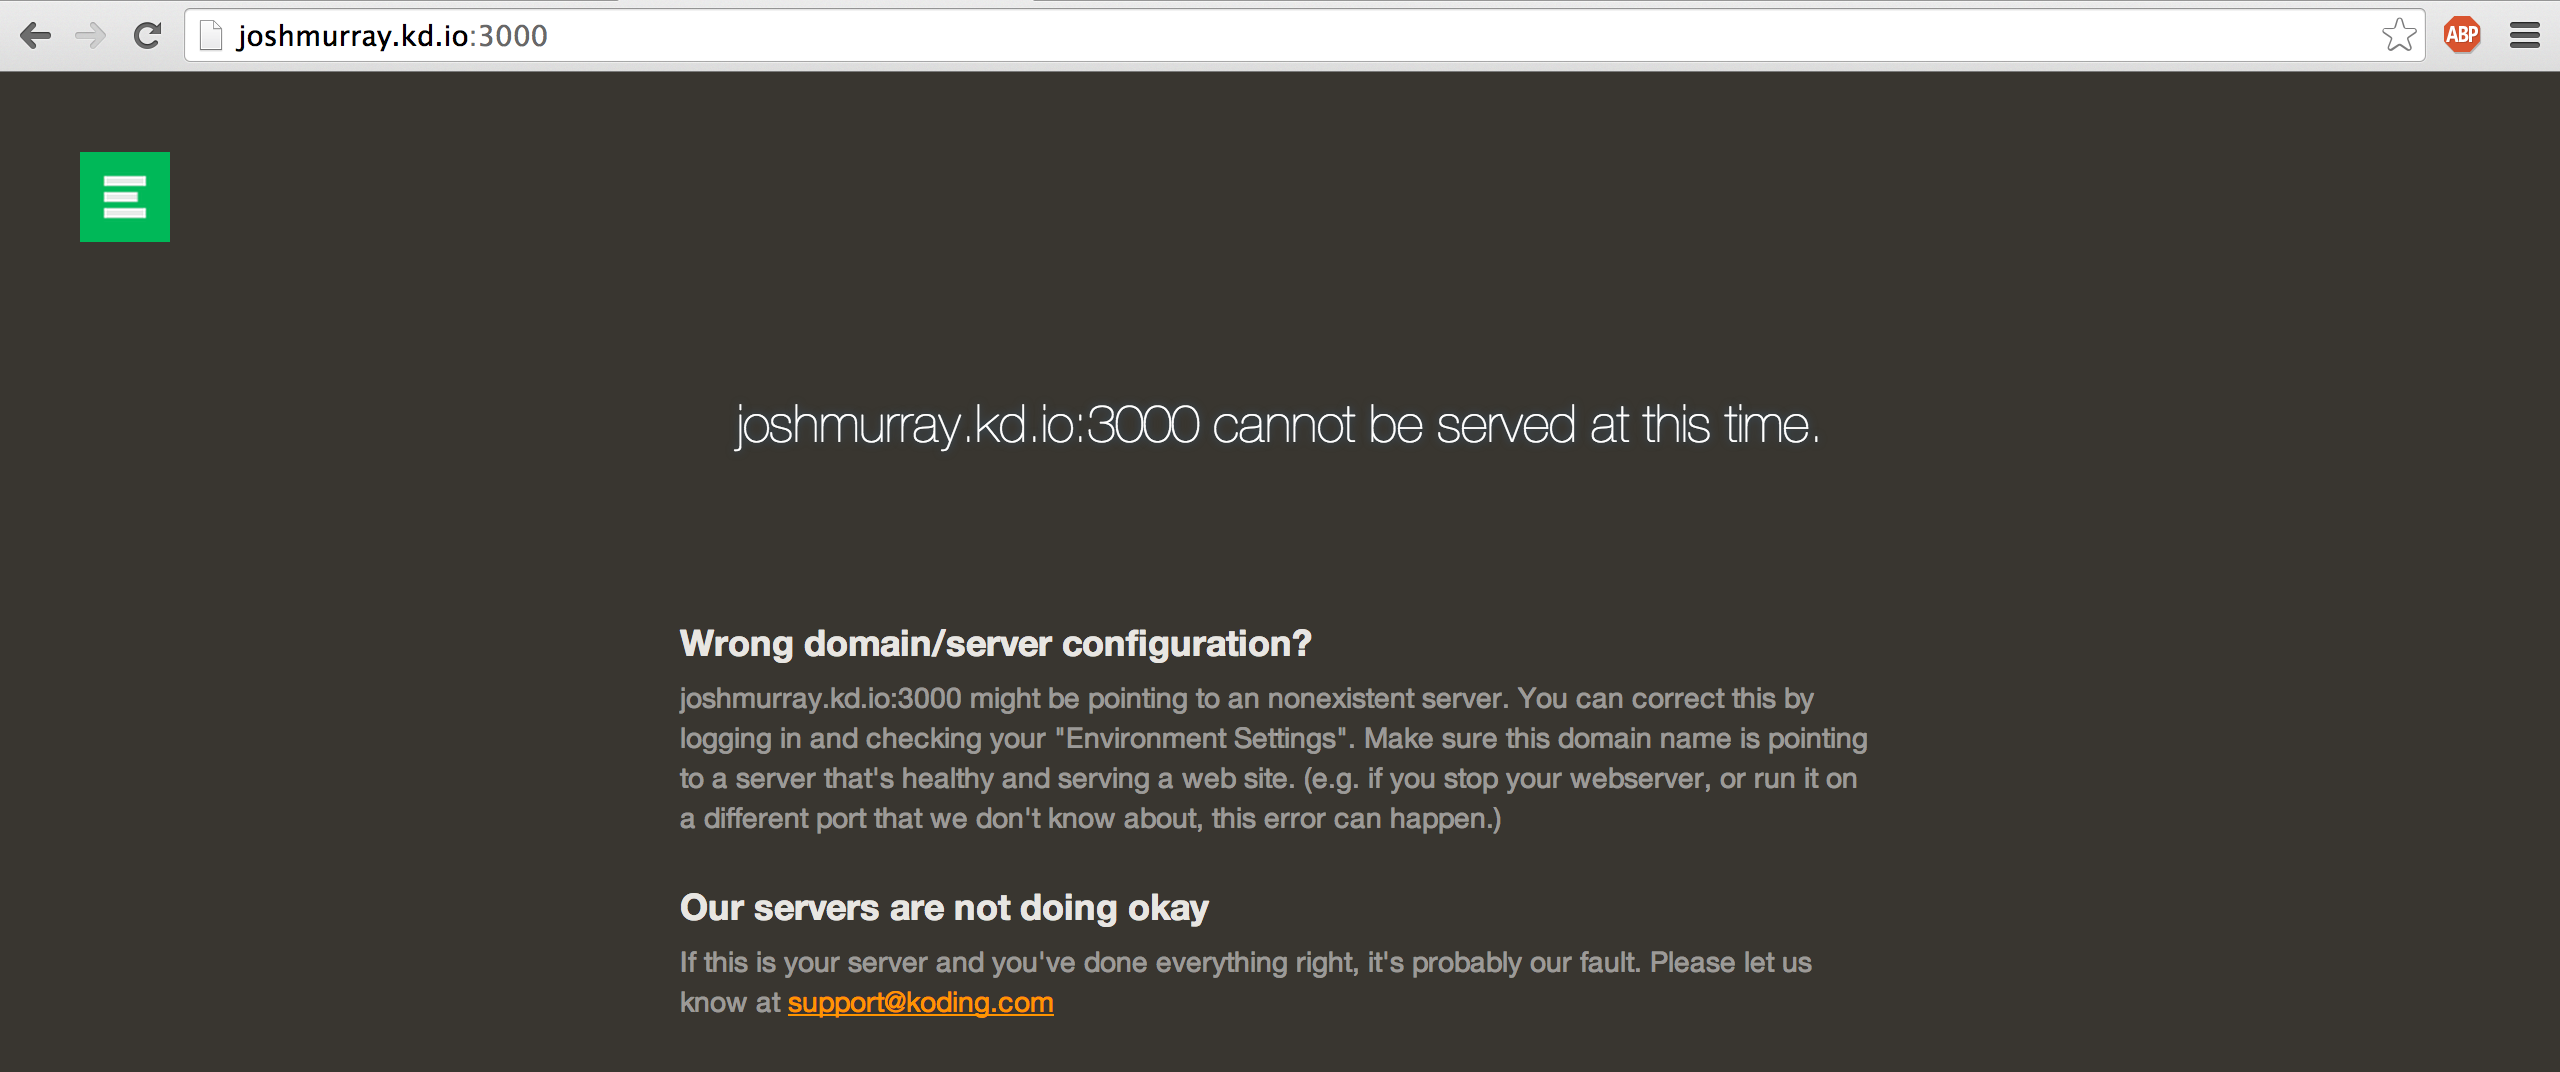 joshmurray.kd.io:3000
ABP
joshmurray.kd.io:3000 cannot be served at this time.
Wrong domain/server configuration?
joshmurray.kd.io:3000 might be pointing to an nonexistent server. You can correct this by
logging in and checking your "Environment Settings". Make sure this domain name is pointing
to a server that's healthy and serving a web site. (e.g. if you stop your webserver, or run it on
a different port that we don't know about, this error can happen.)
Our servers are not doing okay
If this is your server and you've done everything right, it's probably our fault. Please let us
know at support@koding.com